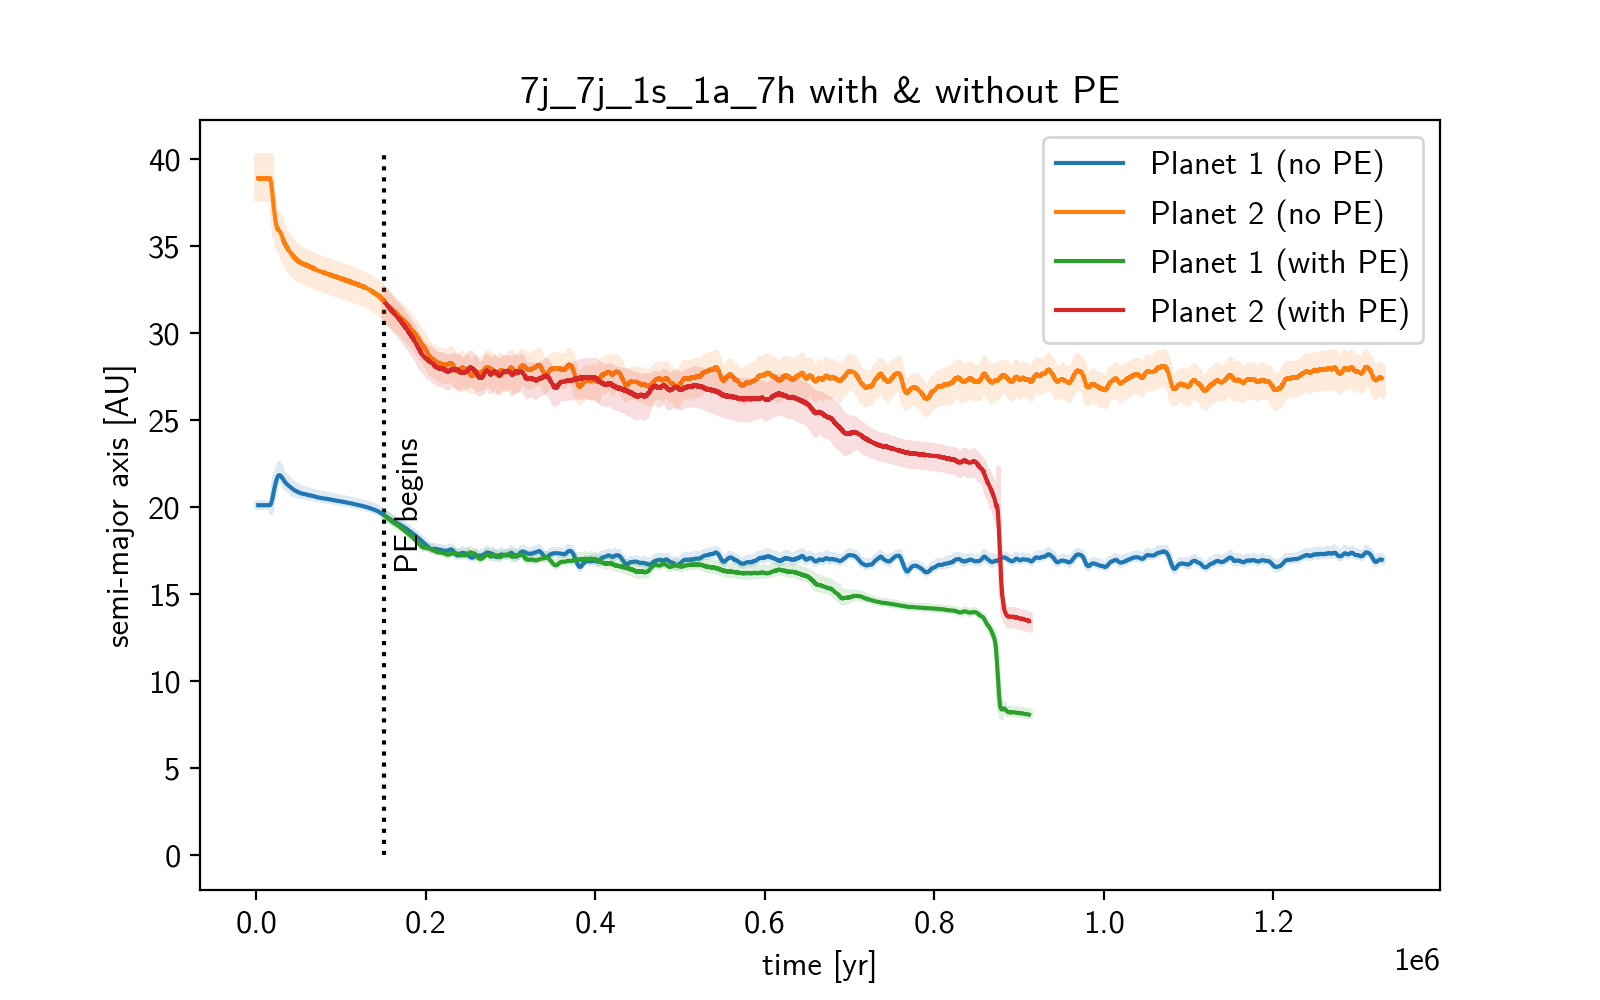 7j_7j_1s_1a_7h with & without PE
Planet 1 (no PE)
Planet 2 (no PE)
Planet 1 (with PE)
Planet 2 (with PE)
semi-major axis [AU]
40
35
30
25
20
15
10
5
0
PE begins
0.0 0.2 0.4 0.6 0.8 1.0 1.2
time [yr]
1e6